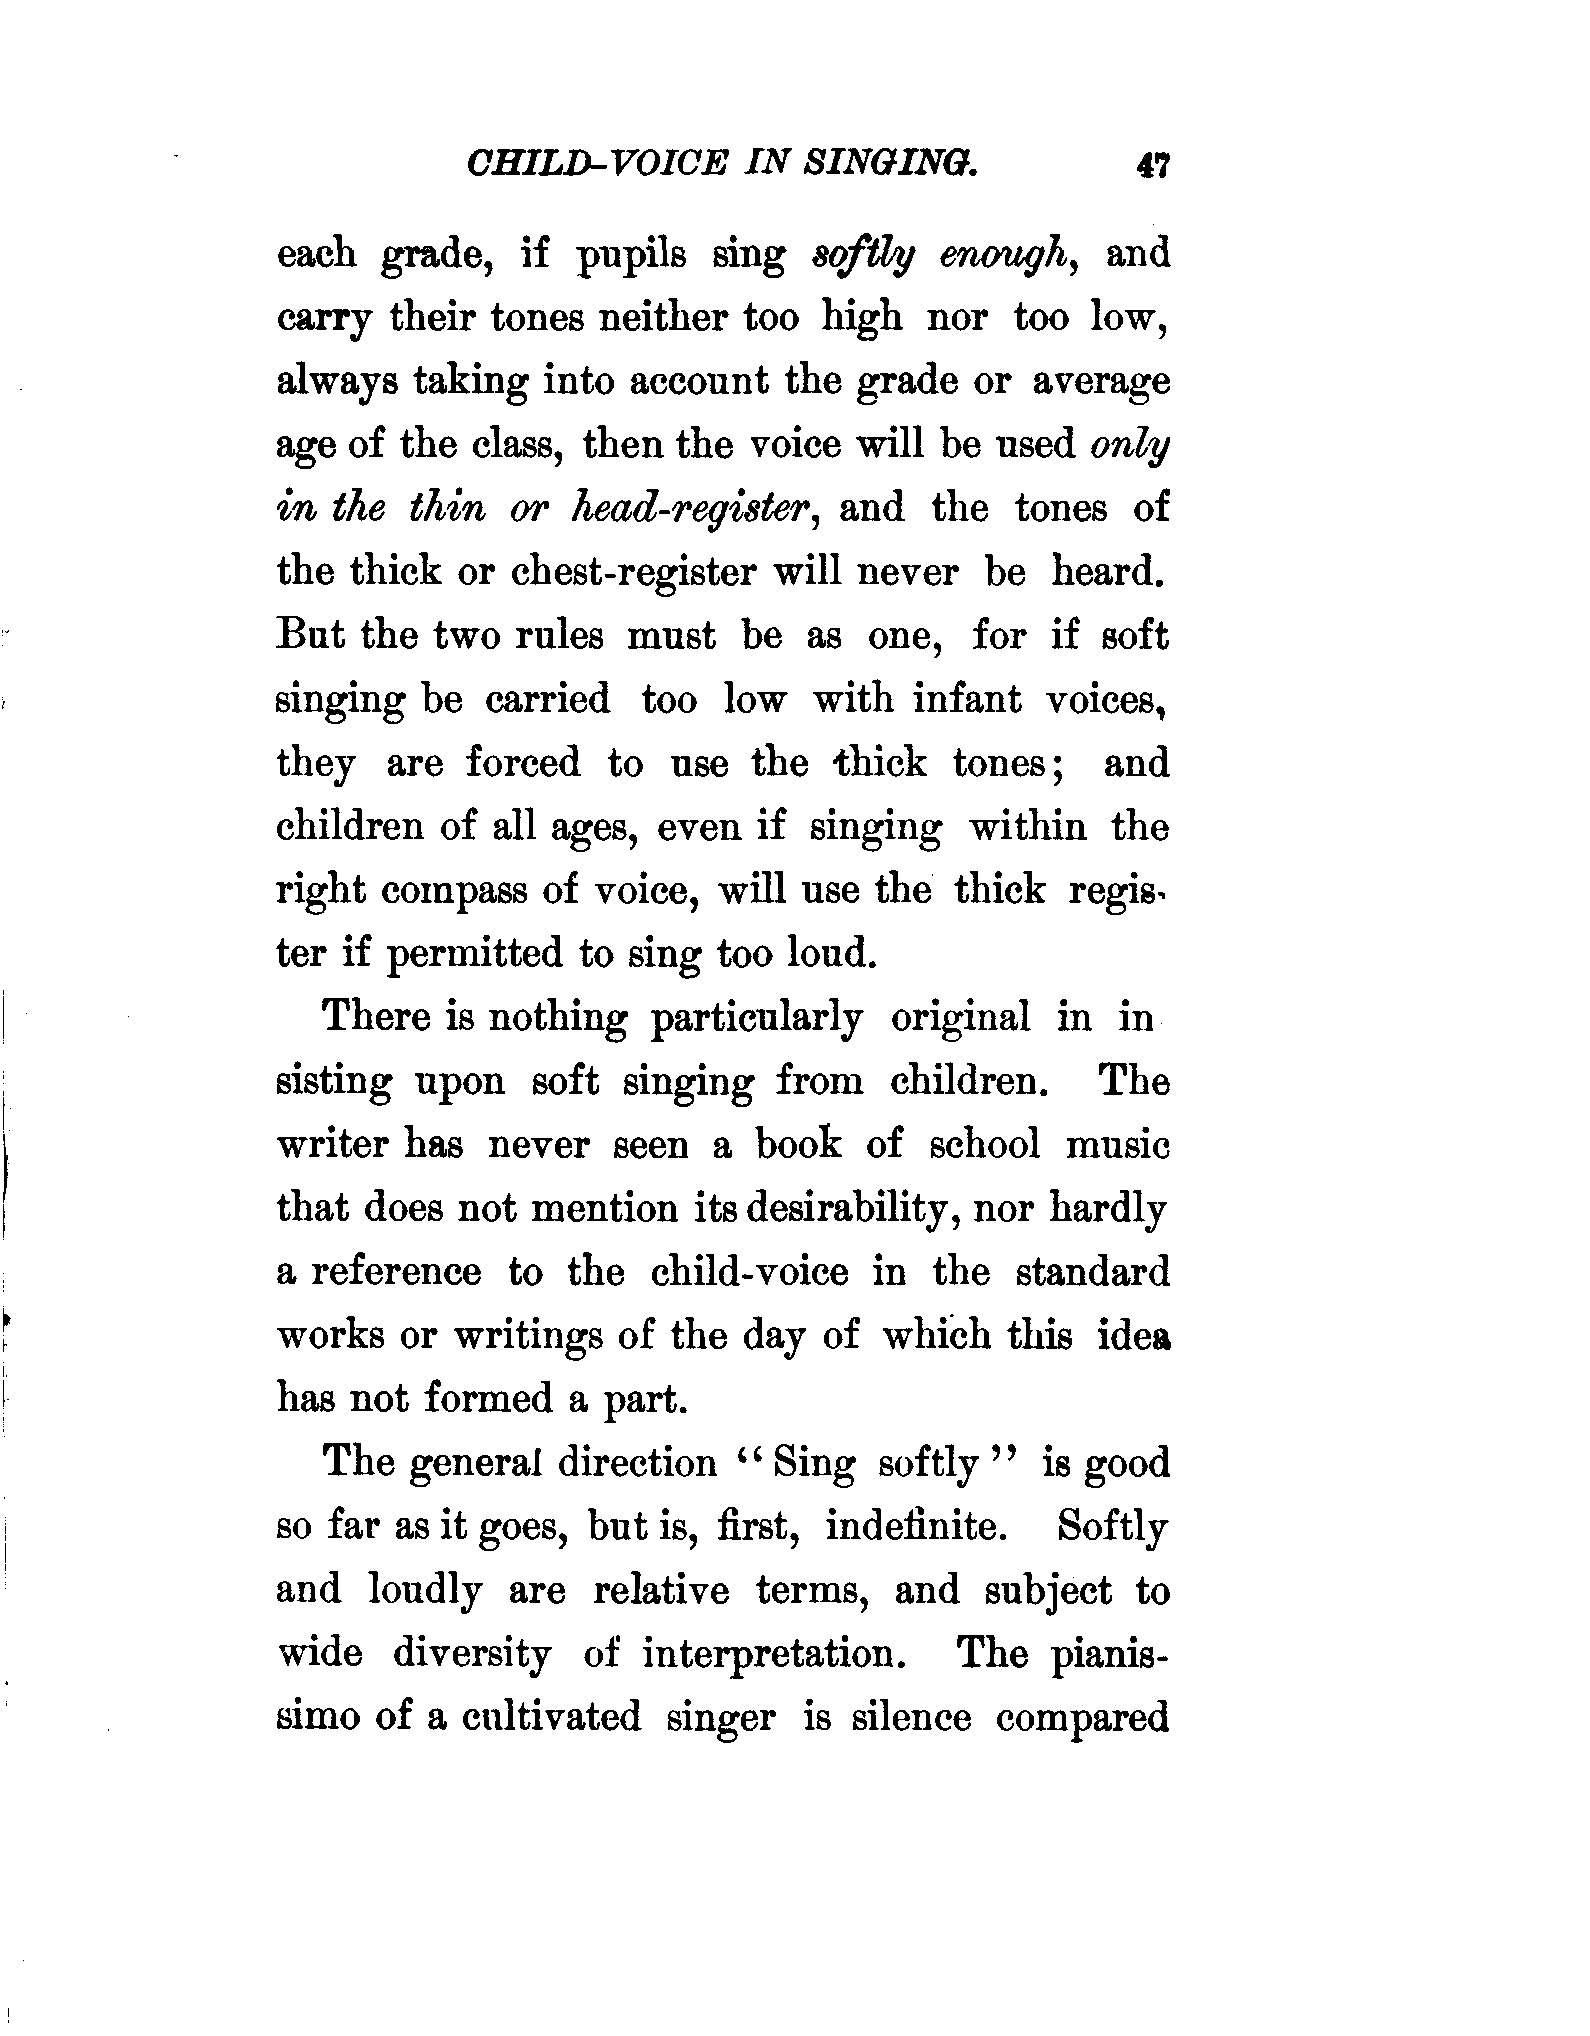 CHILD-VOICE IN SINGING. 47
each grade, if pupils sing softly enough, and
carry their tones neither too high nor too low,
always taking into account the grade or average
age of the class, then the voice will be used only
in the thin or head-register, and the tones of
the thick or chest-register will never be heard.
But the two rules must be as one, for if soft
singing be carried too low with infant voices,
they are forced to use the thick tones; and
children of all ages, even if singing within the
right compass of voice, will use the thick regis-
ter if permitted to sing too loud.
There is nothing particularly original in in
sisting upon soft singing from children. The
writer has never seen a book of school music
that does not mention its desirability, nor hardly
a reference to the child-voice in the standard
works or writings of the day of which this idea
has not formed a part.
The general direction “Sing softly” is good
so far as it goes, but is, first, indefinite. Softly
and loudly are relative terms, and subject to
wide diversity of interpretation. The pianis-
simo of a cultivated singer is silence compared